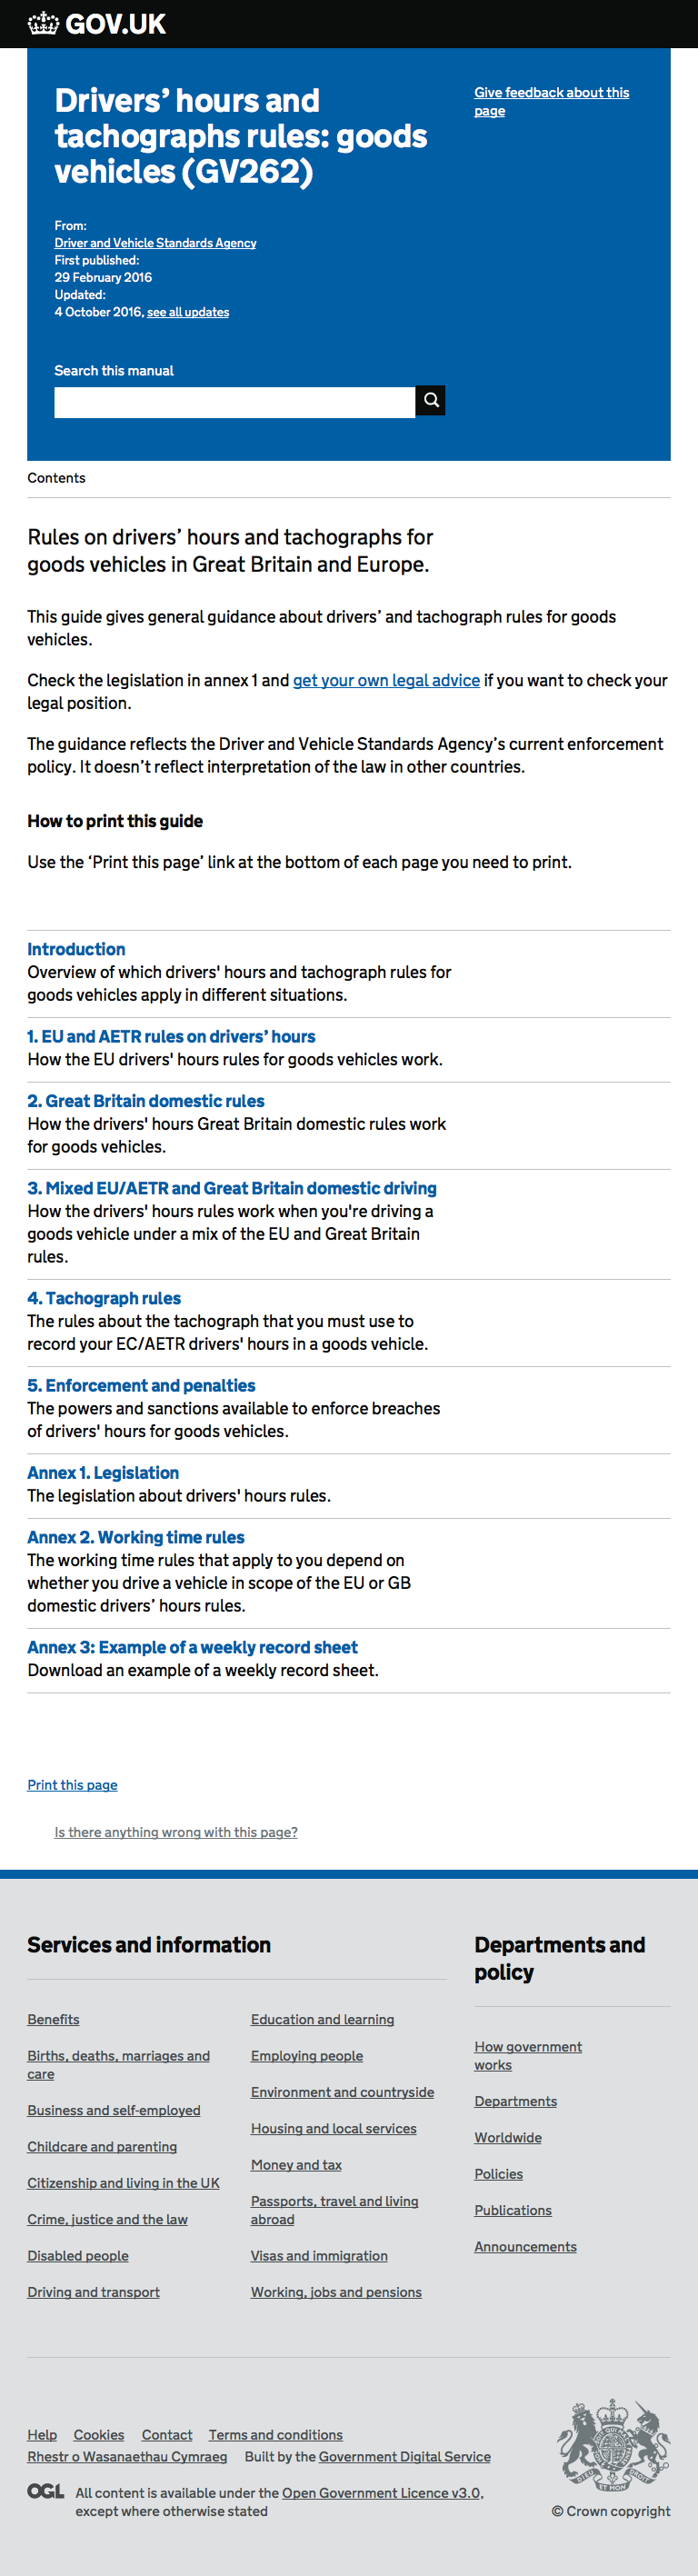 GOV.UK
Drivers’ hours and
tachographs rules: goods
vehicles (GV262)
Give feedback about this
page
From:
Driver and Vehicle Standards Agency
First published:
29 February 2016
Updated:
4 October 2016, see all updates
Search this manual
Contents
Rules on drivers’ hours and tachographs for
goods vehicles in Great Britain and Europe.
This guide gives general guidance about drivers’ and tachograph rules for goods
vehicles.
Check the legislation in annex 1 and get your own legal advice if you want to check your
legal position.
The guidance reflects the Driver and Vehicle Standards Agency’s current enforcement
policy. It doesn’t reflect interpretation of the law in other countries.
How to print this guide
Use the ‘Print this page’ link at the bottom of each page you need to print.
Introduction
Overview of which drivers' hours and tachograph rules for
goods vehicles apply in different situations.
1. EU and AETR rules on drivers’ hours
How the EU drivers' hours rules for goods vehicles work.
2. Great Britain domestic rules
How the drivers' hours Great Britain domestic rules work
for goods vehicles.
3. Mixed EU/AETR and Great Britain domestic driving
How the drivers' hours rules work when you're driving a
goods vehicle under a mix of the EU and Great Britain
rules.
4. Tachograph rules
The rules about the tachograph that you must use to
record your EC/AETR drivers' hours in a goods vehicle.
5. Enforcement and penalties
The powers and sanctions available to enforce breaches
of drivers' hours for goods vehicles.
Annex 1. Legislation
The legislation about drivers' hours rules.
Annex 2. Working time rules
The working time rules that apply to you depend on
whether you drive a vehicle in scope of the EU or GB
domestic drivers’ hours rules.
Annex 3: Example of a weekly record sheet
Download an example of a weekly record sheet.
Print this page
Is there anything wrong with this page?
Services and information
Benefits
Births, deaths, marriages and
care
Business and self-employed
Childcare and parenting
Citizenship and living in the UK
Crime, justice and the law
Disabled people
Driving and transport
Education and learning
Employing people
Environment and countryside
Housing and local services
Money and tax
Passports, travel and living
abroad
Visas and immigration
Working, jobs and pensions
Departments and
policy
How government
works
Departments
Worldwide
Policies
Publications
Announcements
Help Cookies Contact Terms and conditions
Rhestr o Wasanaethau Cymraeg Built by the Government Digital Service
OGL All content is available under the Open Government Licence v3.0,
except where otherwise stated
DIEU ET MON DROIT
© Crown copyright